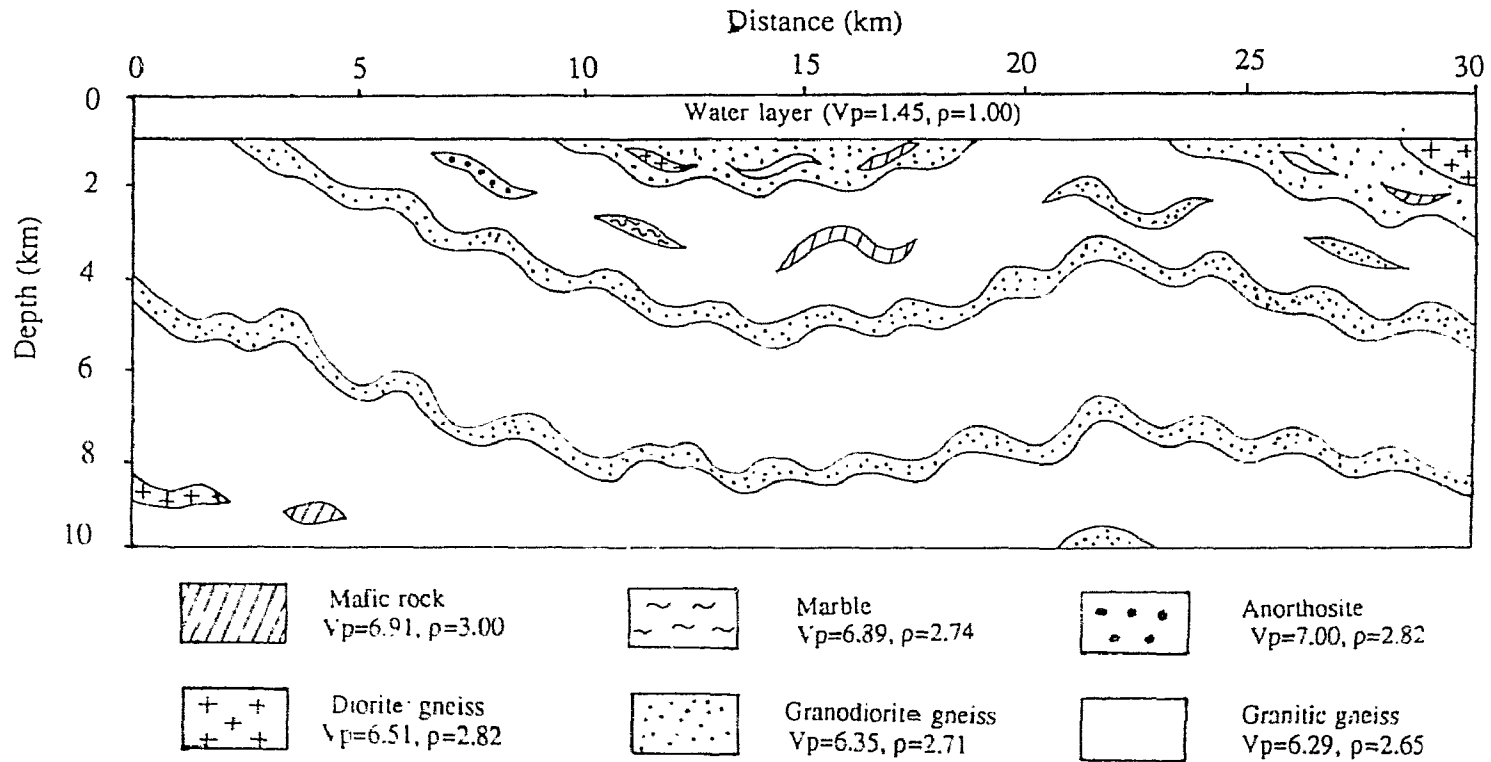 Distance (km)
0 5 10 15 20 25 30
Depth (km)
0
2
4
6
8
10
Water layer (Vp=1.45, ρ=1.00)
Mafic rock
Vp=6.91, ρ=3.00
Marble
Vp=6.89, ρ=2.74
Anorthosite
Vp=7.00, ρ=2.82
Diorite gneiss
Vp=6.51, ρ=2.82
Granodiorite gneiss
Vp=6.35, ρ=2.71
Granitic gneiss
Vp=6.29, ρ=2.65